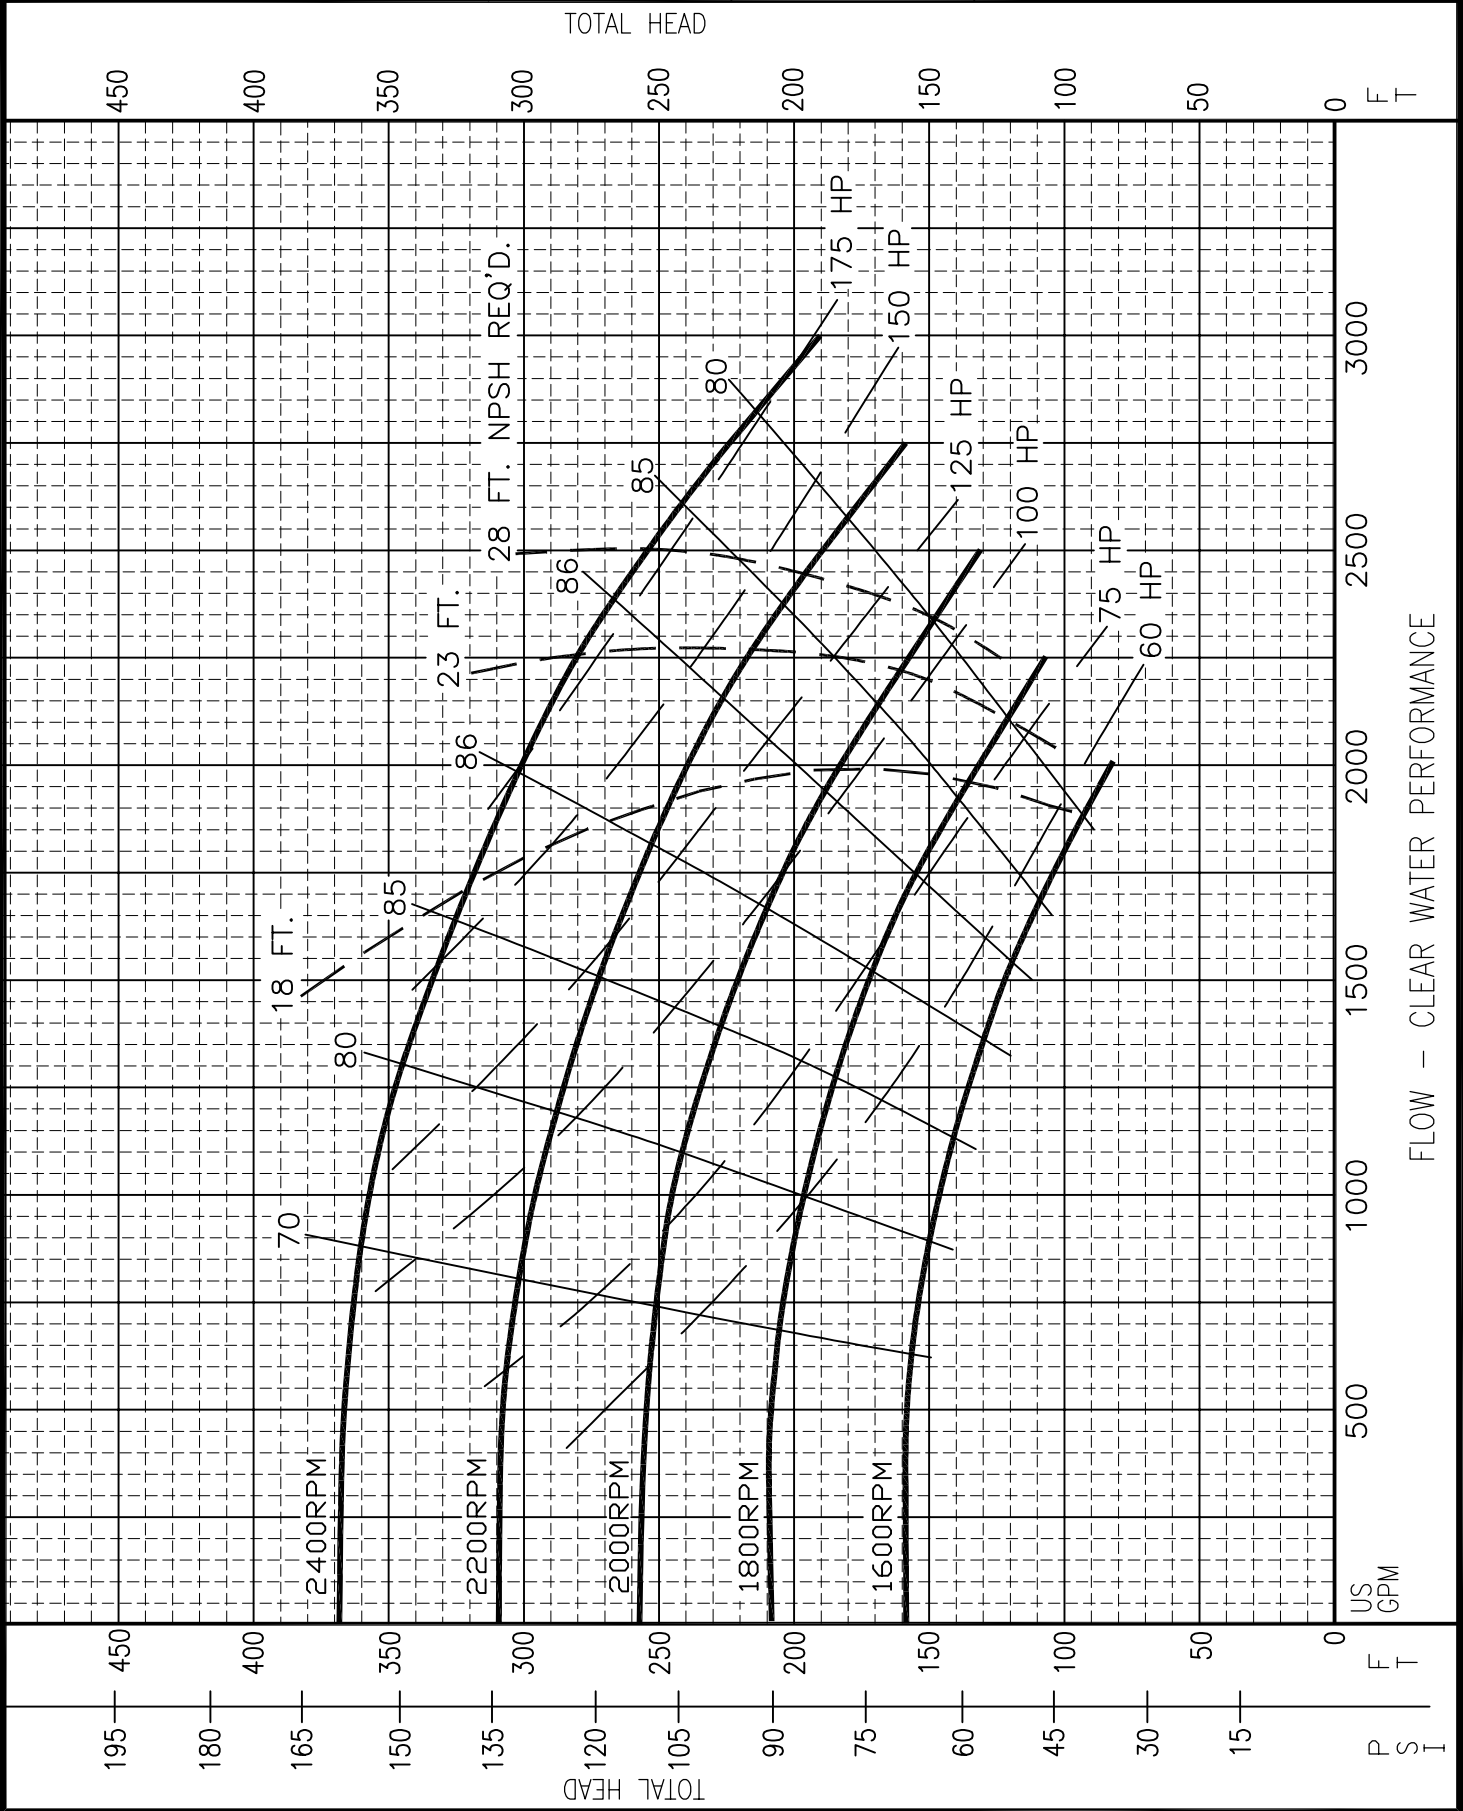 TOTAL HEAD
450 400 350 300 250 200 150 100 50 0 FT
28 FT. NPSH REQ'D.
23 FT.
18 FT.
175 HP
150 HP
125 HP
100 HP
75 HP
60 HP
70
80
85
86
86
85
80
2400RPM
2200RPM
2000RPM
1800RPM
1600RPM
US GPM
500 1000 1500 2000 2500 3000
FLOW – CLEAR WATER PERFORMANCE
450 400 350 300 250 200 150 100 50 0 FT
195 180 165 150 135 120 105 90 75 60 45 30 15 PSI
TOTAL HEAD